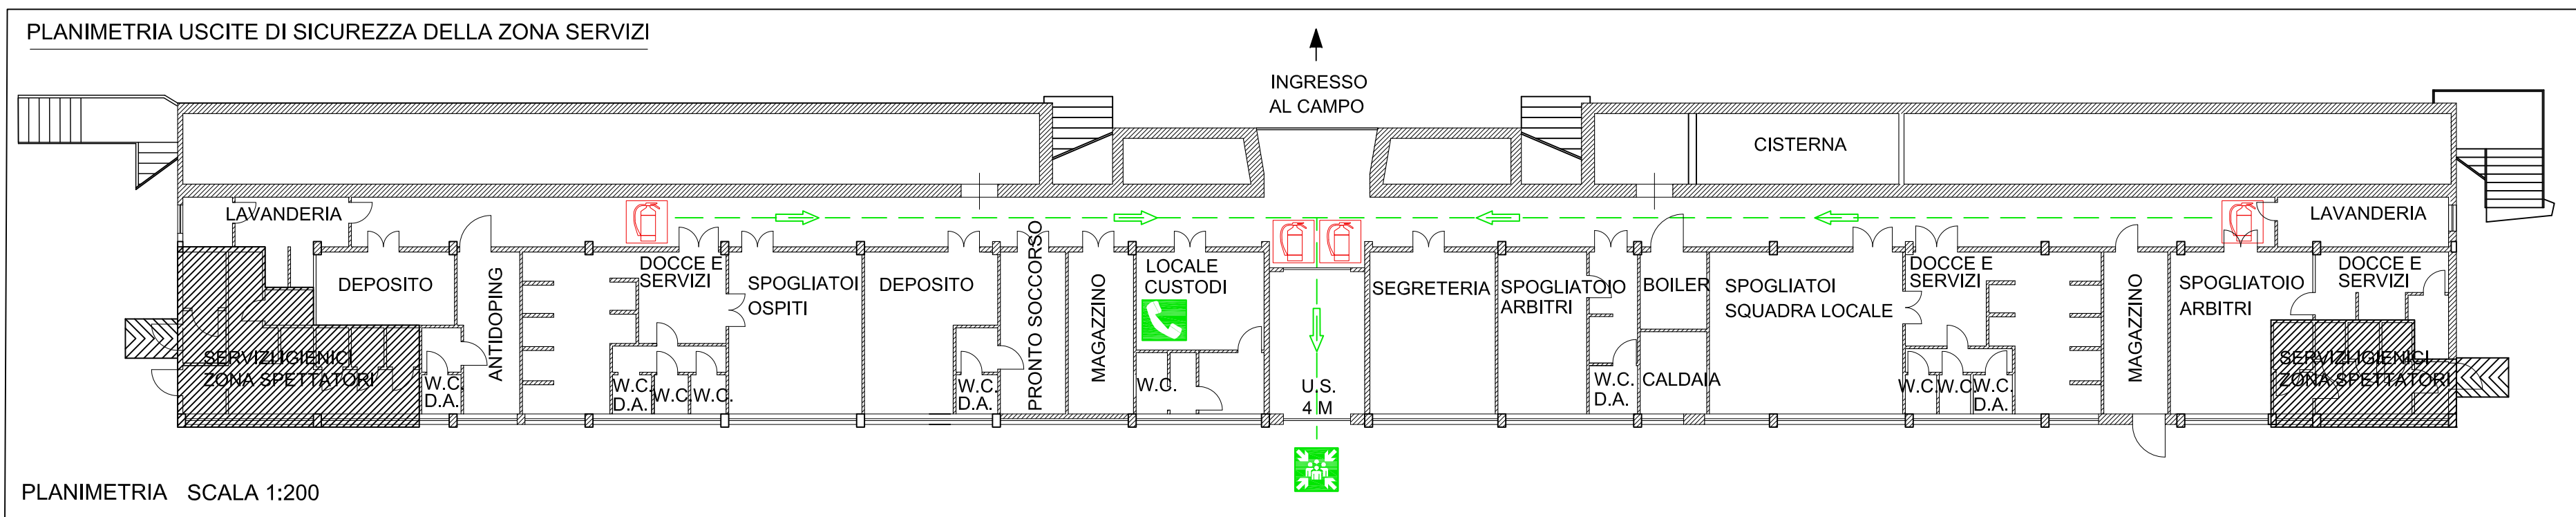 PLANIMETRIA USCITE DI SICUREZZA DELLA ZONA SERVIZI
INGRESSO
AL CAMPO
CISTERNA
LAVANDERIA
LAVANDERIA
DEPOSITO
ANTIDOPING
DOCCE E
SERVIZI
SPOGLIATOI
OSPITI
DEPOSITO
PRONTO SOCCORSO
MAGAZZINO
LOCALE
CUSTODI
SEGRETERIA
SPOGLIATOIO
ARBITRI
BOILER
SPOGLIATOI
SQUADRA LOCALE
DOCCE E
SERVIZI
MAGAZZINO
SPOGLIATOIO
ARBITRI
DOCCE E
SERVIZI
SERVIZI IGIENICI
ZONA SPETTATORI
W.C.
D.A.
W.C.
D.A.
W.C.
W.C.
W.C.
D.A.
W.C.
U.S.
4 M
W.C.
D.A.
CALDAIA
W.C.
W.C.
W.C.
D.A.
SERVIZI IGIENICI
ZONA SPETTATORI
PLANIMETRIA SCALA 1:200